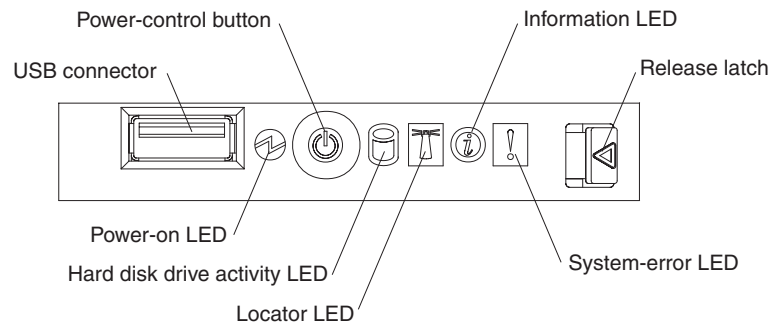 Power-control button
Information LED
USB connector
Release latch
Power-on LED
Hard disk drive activity LED
System-error LED
Locator LED